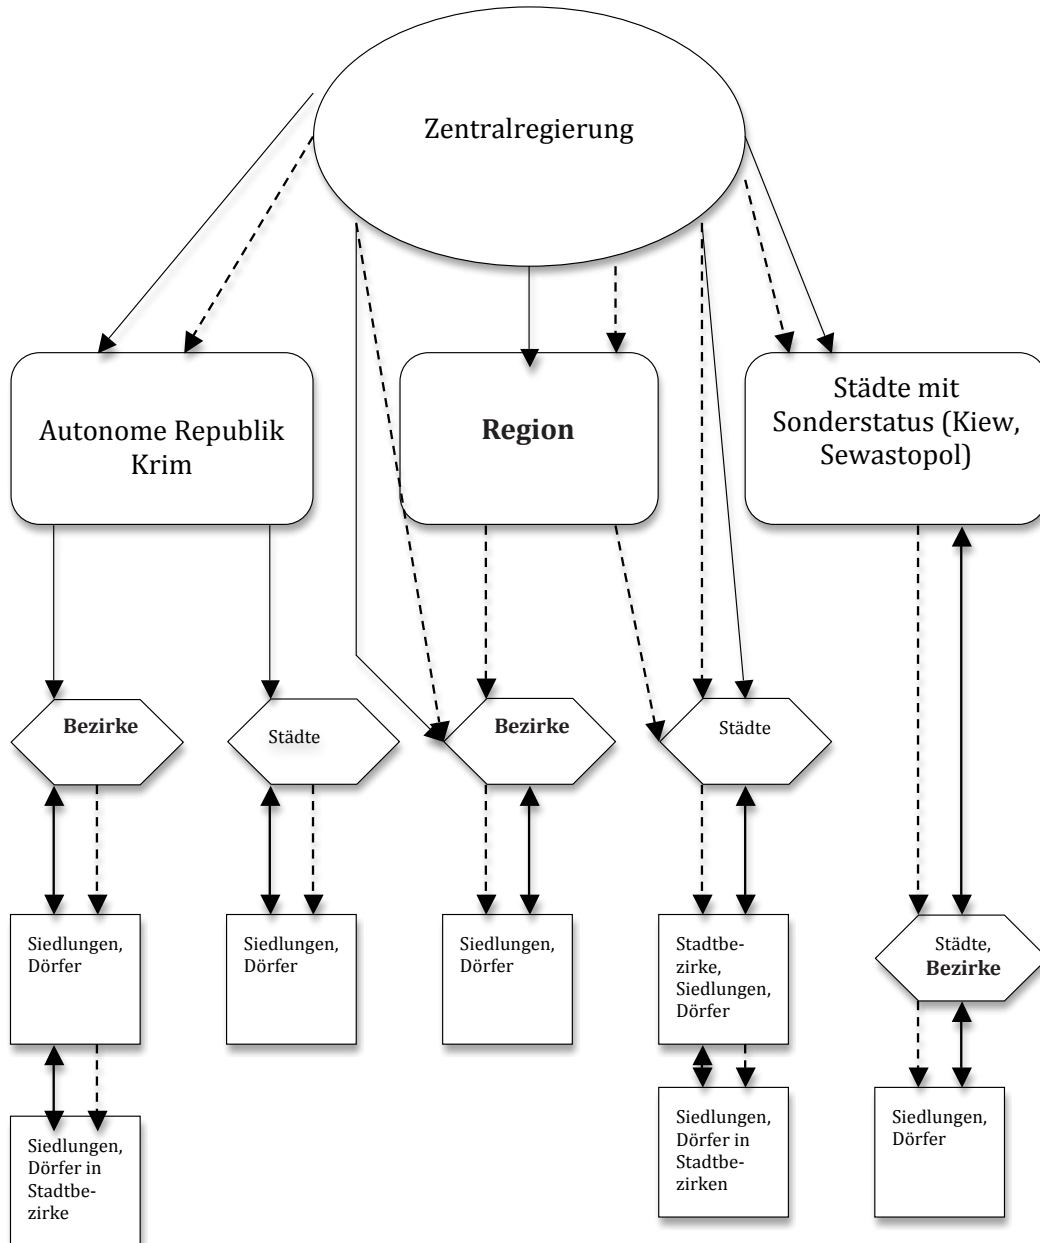 Zentralregierung
Autonome Republik
Krim
Region
Städte mit
Sonderstatus (Kiew,
Sewastopol)
Bezirke
Städte
Bezirke
Städte
Siedlungen,
Dörfer
Siedlungen,
Dörfer
Siedlungen,
Dörfer
Stadtbe-
zirke,
Siedlungen,
Dörfer
Städte,
Bezirke
Siedlungen,
Dörfer in
Stadtbe-
zirke
Siedlungen,
Dörfer in
Stadtbe-
zirken
Siedlungen,
Dörfer